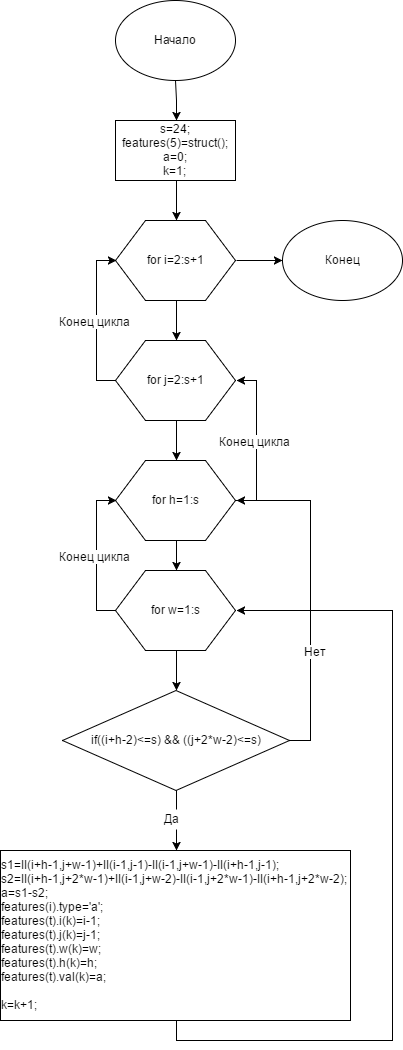 Начало
s=24;
features(5)=struct();
a=0;
k=1;
for i=2:s+1
Конец
Конец цикла
for j=2:s+1
Конец цикла
for h=1:s
Конец цикла
for w=1:s
Нет
if((i+h-2)<=s) && ((j+2*w-2)<=s)
Да
s1=II(i+h-1,j+w-1)+II(i-1,j-1)-II(i-1,j+w-1)-II(i+h-1,j-1);
s2=II(i+h-1,j+2*w-1)+II(i-1,j+w-2)-II(i-1,j+2*w-1)-II(i+h-1,j+2*w-2);
a=s1-s2;
features(i).type='a';
features(t).i(k)=i-1;
features(t).j(k)=j-1;
features(t).w(k)=w;
features(t).h(k)=h;
features(t).val(k)=a;
k=k+1;